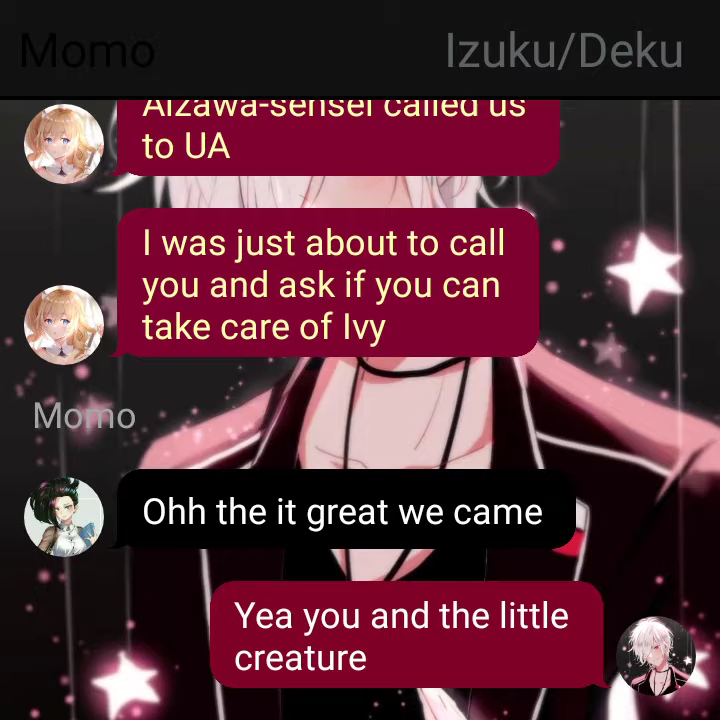 Momo
Izuku/Deku
Aizawa-sensei called us
to UA
I was just about to call
you and ask if you can
take care of Ivy
Momo
Ohh the it great we came
Yea you and the little
creature